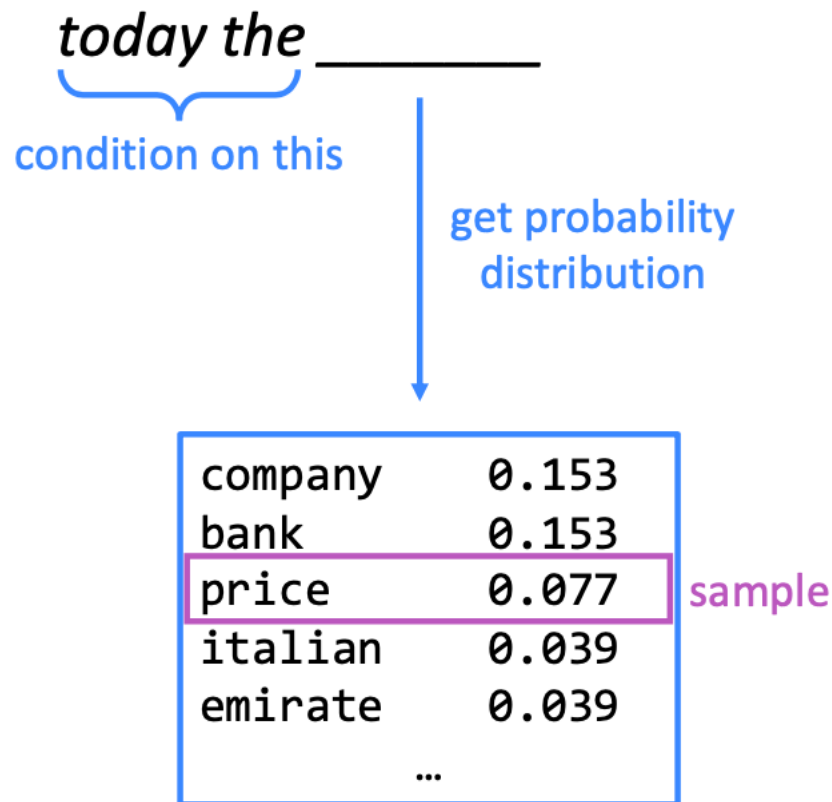 today the ________
condition on this
get probability
distribution
company 0.153
bank 0.153
price 0.077 sample
italian 0.039
emirate 0.039
…